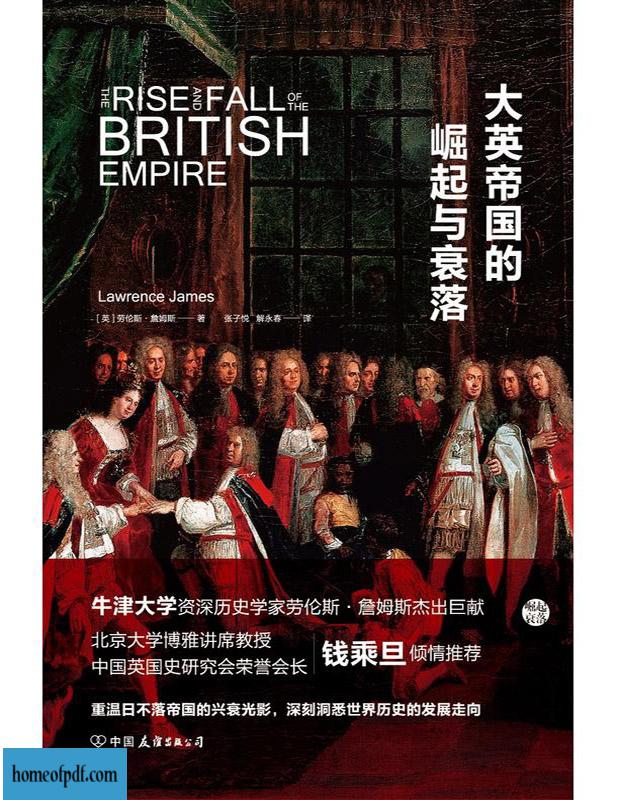 THE RISE AND FALL OF THE
BRITISH
EMPIRE
大英帝国的
崛起与衰落
Lawrence James
[英]劳伦斯·詹姆斯——著 张子悦 解永春——译
牛津大学资深历史学家劳伦斯·詹姆斯杰出巨献
崛起
衰落
北京大学博雅讲席教授
中国英国史研究会荣誉会长
钱乘旦倾情推荐
重温日不落帝国的兴衰光影，深刻洞悉世界历史的发展走向
中国友谊出版公司
homeofpdf.com